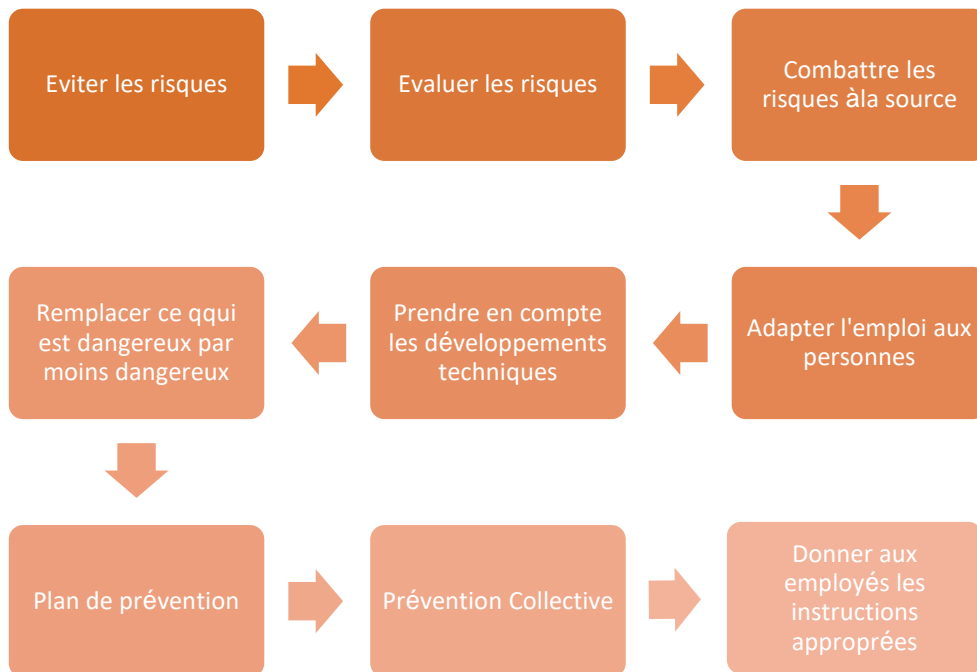 Eviter les risques
Evaluer les risques
Combattre les
risques àla source
Adapter l'emploi aux
personnes
Prendre en compte
les développements
techniques
Remplacer ce qqui
est dangereux par
moins dangereux
Plan de prévention
Prévention Collective
Donner aux
employés les
instructions
approprées